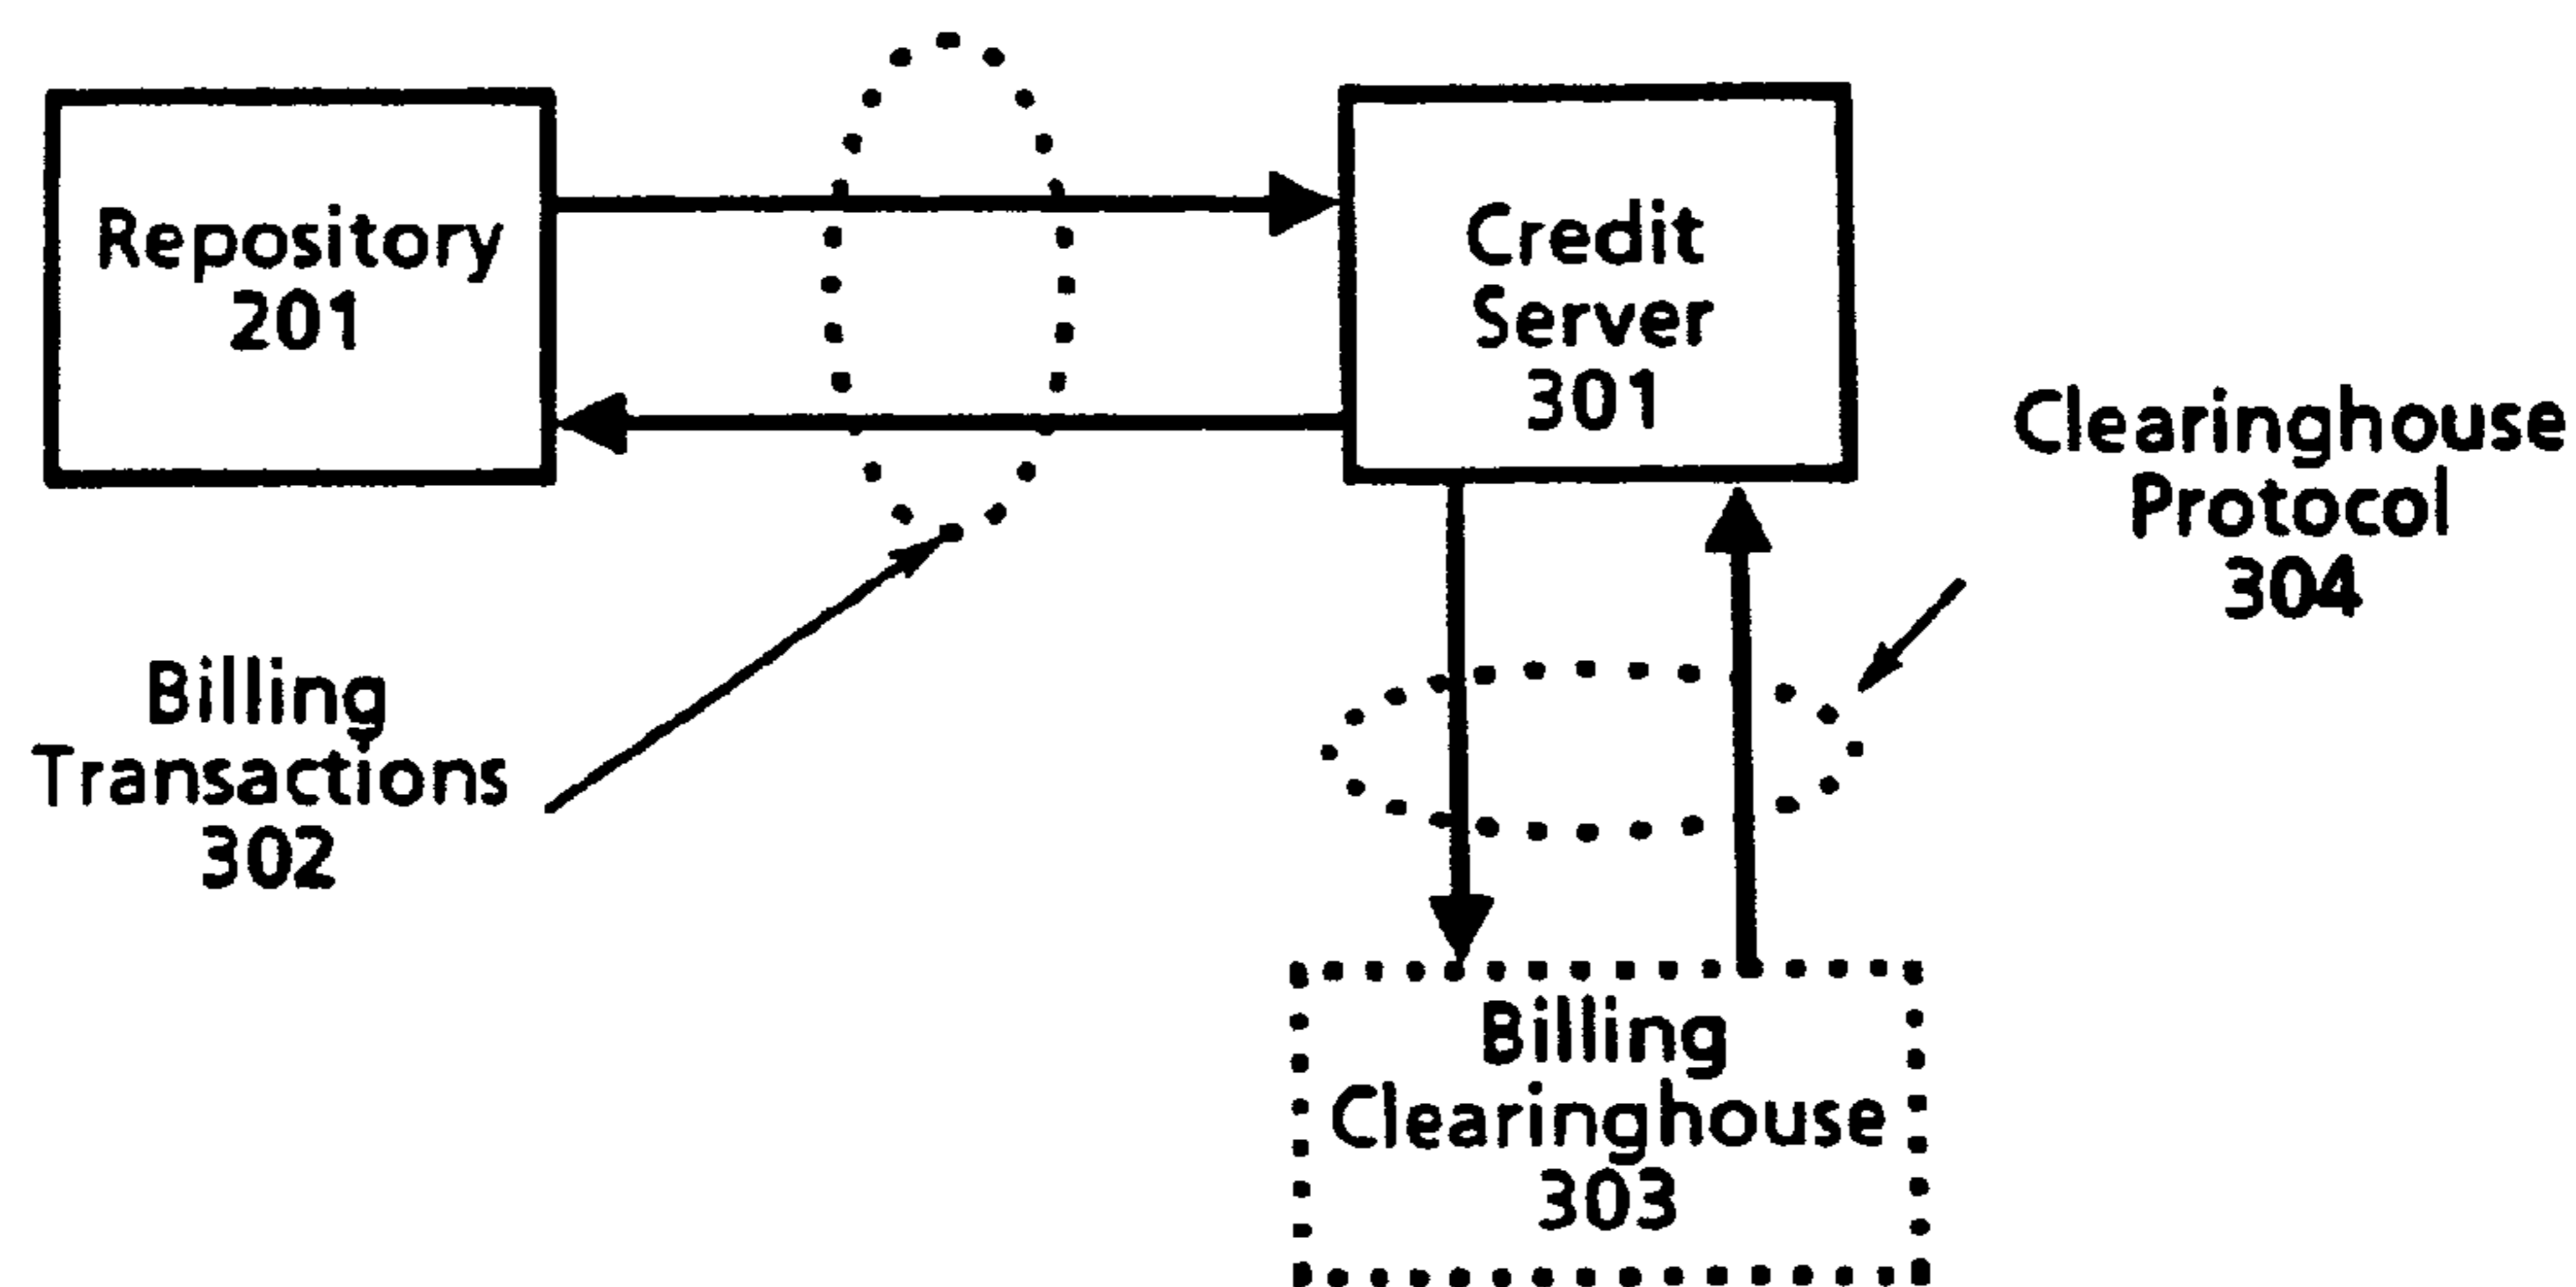 Repository
201
Credit
Server
301
Clearinghouse
Protocol
304
Billing
Transactions
302
Billing
Clearinghouse
303